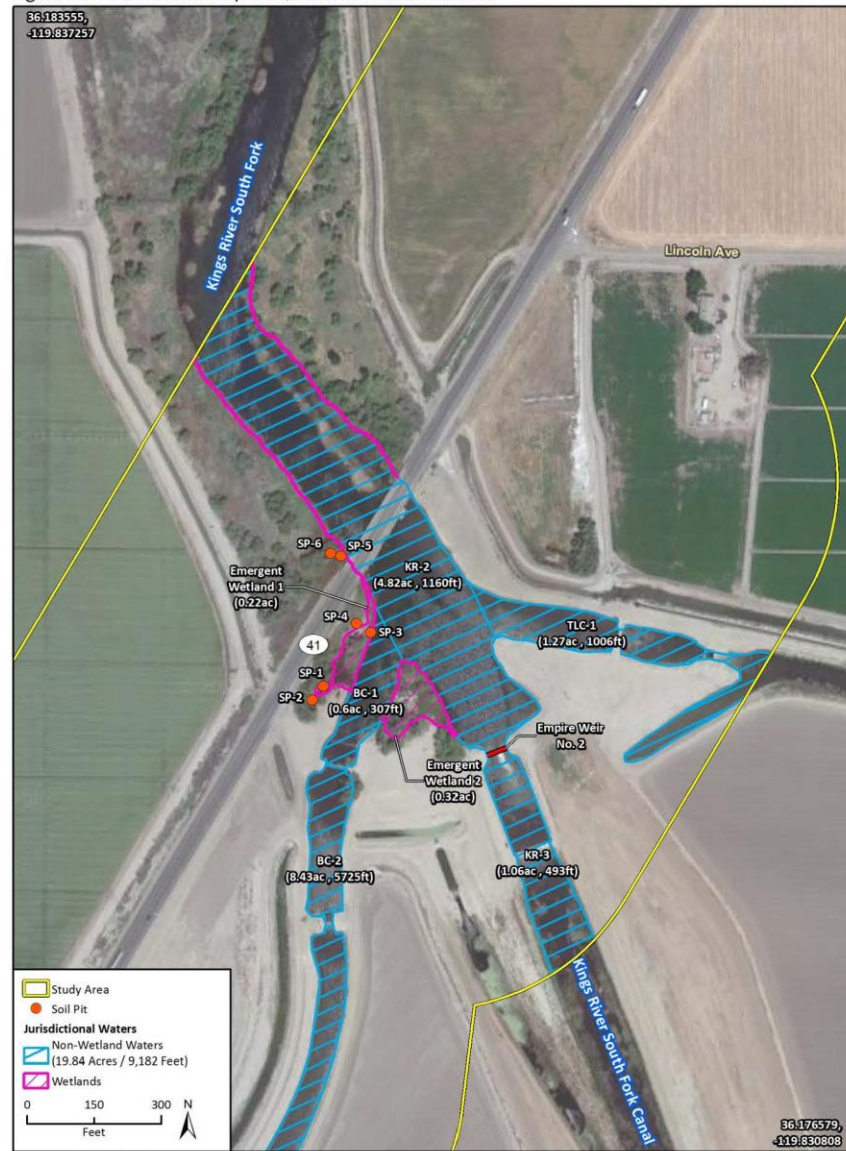 36.183555,
-119.837257
Kings River South Fork
Lincoln Ave
SP-6
SP-5
Emergent
Wetland 1
(0.22ac)
KR-2
(4.82ac , 1160ft)
SP-4
SP-3
TLC-1
(1.27ac , 1006ft)
41
SP-1
SP-2
BC-1
(0.6ac , 307ft)
Empire Weir
No. 2
Emergent
Wetland 2
(0.32ac)
BC-2
(8.43ac , 5725ft)
KR-3
(1.06ac , 493ft)
Kings River South Fork Canal
Study Area
Soil Pit
Jurisdictional Waters
Non-Wetland Waters
(19.84 Acres / 9,182 Feet)
Wetlands
0 150 300
Feet
N
36.176579,
-119.830808